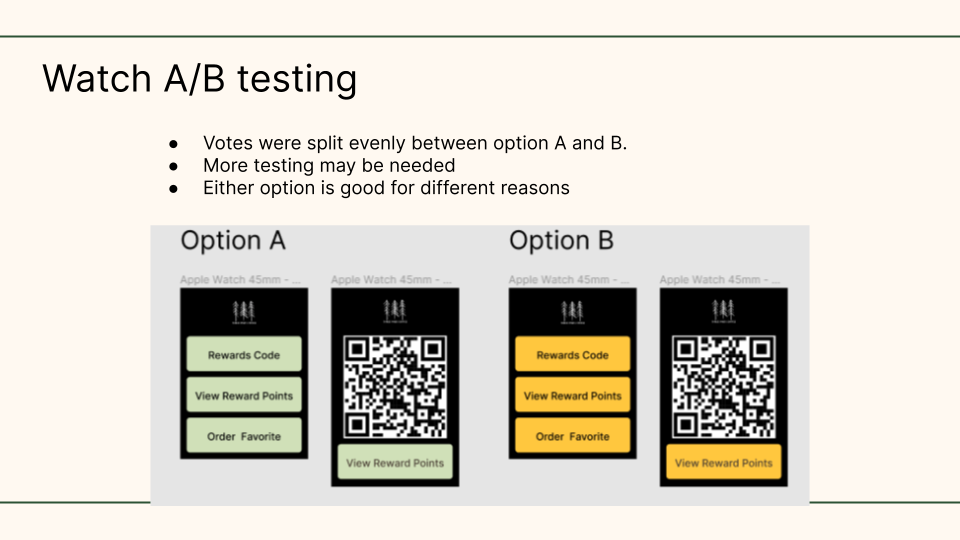 Watch A/B testing
● Votes were split evenly between option A and B.
● More testing may be needed
● Either option is good for different reasons
Option A
Option B
Apple Watch 45mm - ...
Apple Watch 45mm - ...
Apple Watch 45mm - ...
Apple Watch 45mm - ...
Rewards Code
View Reward Points
Order Favorite
View Reward Points
Rewards Code
View Reward Points
Order Favorite
View Reward Points